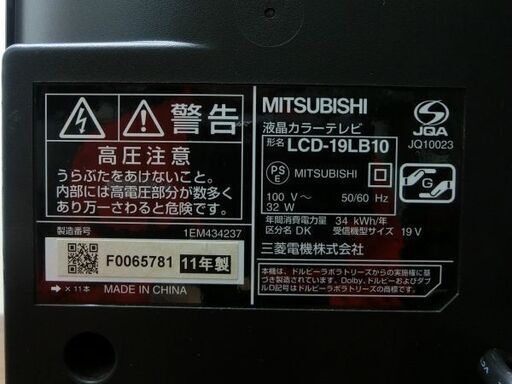 警告
高圧注意
うらぶたをあけないこと。
内部には高電圧部分が数多く
あり万一さわると危険です。
製造番号 1EM434237
F0065781 11年製
→ × 11本 MADE IN CHINA
MITSUBISHI
液晶カラーテレビ
形名 LCD-19LB10
PS
E MITSUBISHI
100 V～ 50/60 Hz
32 W
年間消費電力量 34 kWh/年
区分名 DK 受信機型サイズ 19V
三菱電機株式会社
本機は、ドルビーラボラトリーズからの実施権に基
づき製造されています。Dolby、ドルビーおよびダブ
ルD記号はドルビーラボラトリーズの商標です。
JQA
JQ10023
G